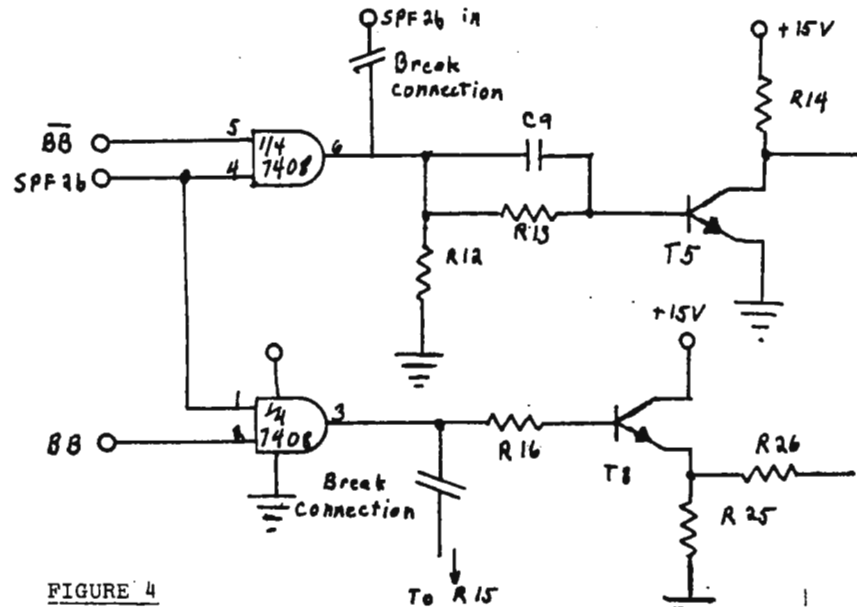 SPF2b in
+15V
Break
connection
R14
C9
BB
5
1/4
7408
6
SPF2b
4
R13
R12
T5
+15V
1
1/4
7408
3
BB
R16
R26
T8
R25
Break
Connection
FIGURE 4
To R15